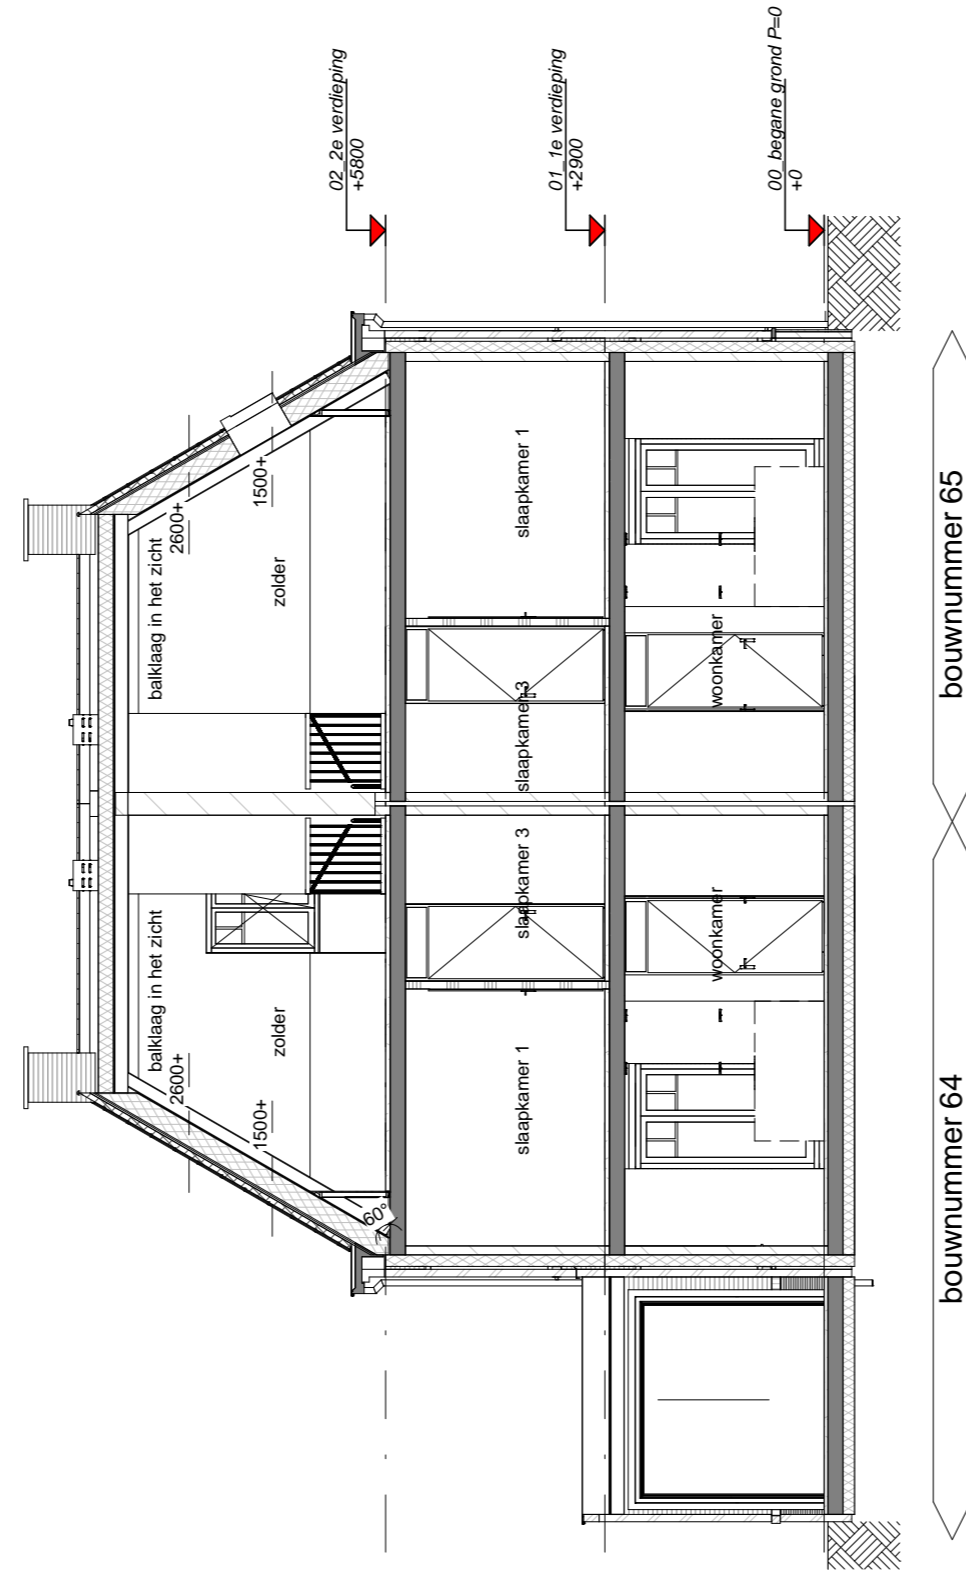 02_2e verdieping
+5800
01_1e verdieping
+2900
00_begane grond P=0
+0
balklaag in het zicht
2600+
1500+
zolder
balklaag in het zicht
2600+
1500+
zolder
60°
slaapkamer 1
slaapkamer 3
slaapkamer 3
slaapkamer 1
woonkamer
woonkamer
bouwnummer 64
bouwnummer 65